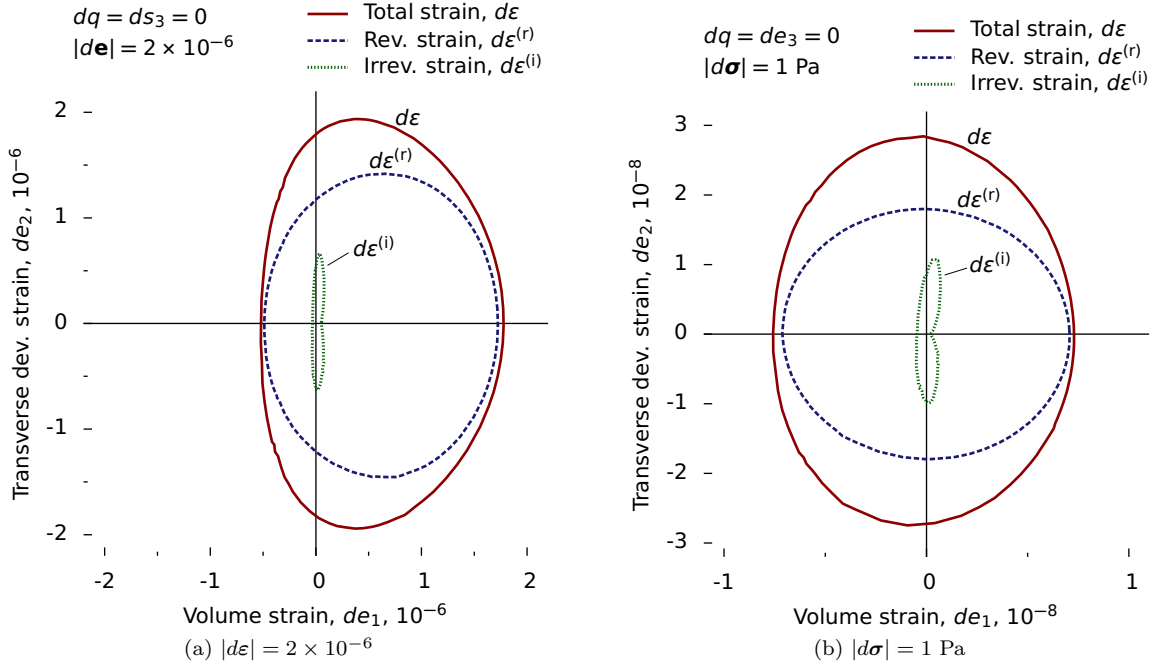 dq = ds₃ = 0
|d𝐞| = 2 × 10⁻⁶
Total strain, dε
Rev. strain, dε⁽ʳ⁾
Irrev. strain, dε⁽ⁱ⁾
2
1
0
-1
-2
Transverse dev. strain, de₂, 10⁻⁶
dε
dε⁽ʳ⁾
dε⁽ⁱ⁾
-2
-1
0
1
2
Volume strain, de₁, 10⁻⁶
(a) |d𝛆| = 2 × 10⁻⁶
dq = de₃ = 0
|d𝛔| = 1 Pa
Total strain, dε
Rev. strain, dε⁽ʳ⁾
Irrev. strain, dε⁽ⁱ⁾
3
2
1
0
-1
-2
-3
Transverse dev. strain, de₂, 10⁻⁸
dε
dε⁽ʳ⁾
dε⁽ⁱ⁾
-1
0
1
Volume strain, de₁, 10⁻⁸
(b) |d𝛔| = 1 Pa